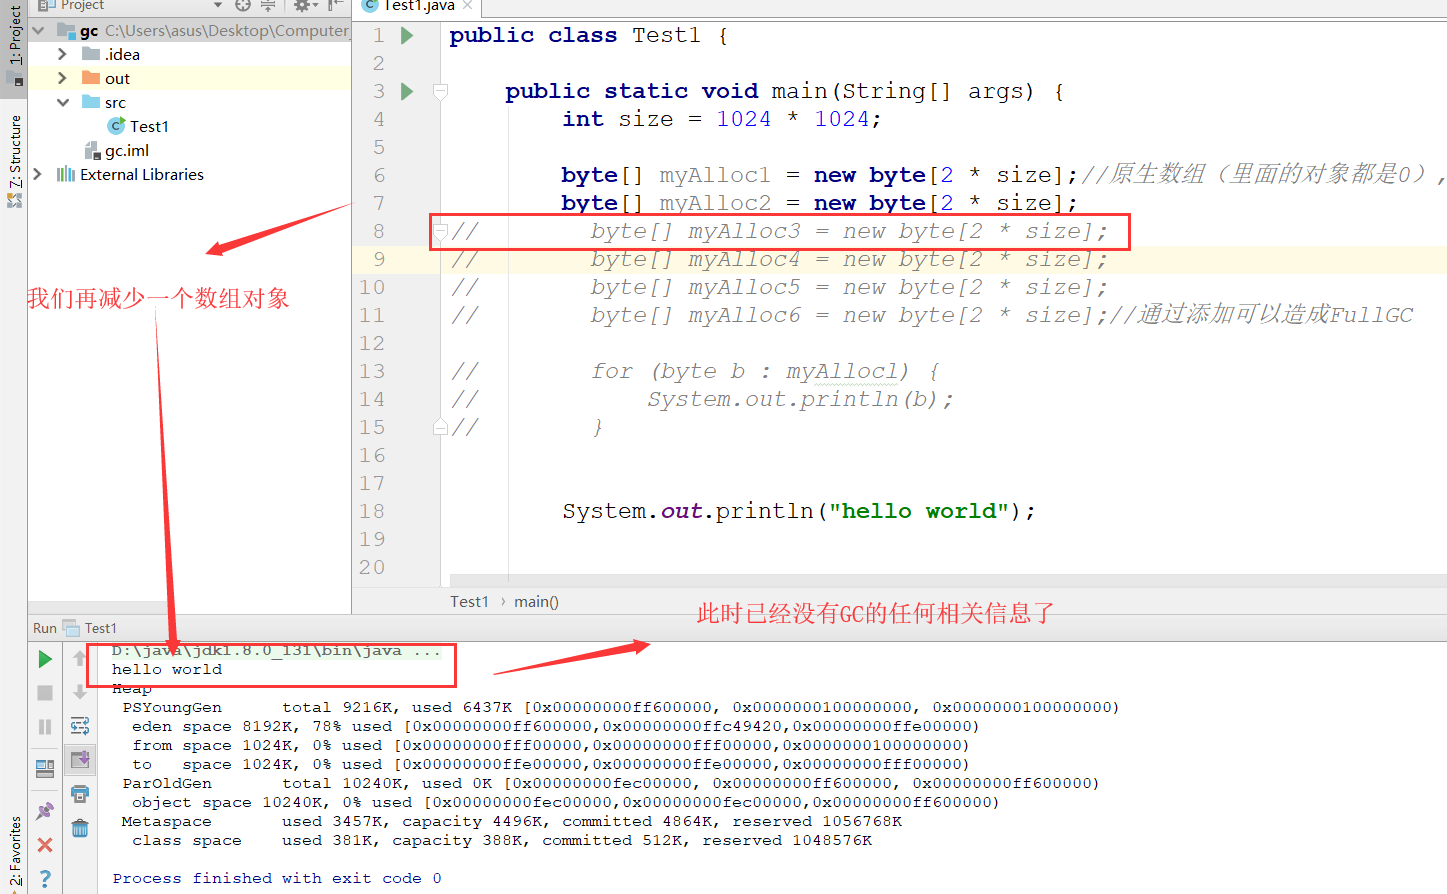 Project
Test1.java
1: Project
gc C:\Users\asus\Desktop\Computer_
.idea
out
src
Test1
gc.iml
External Libraries
7: Structure
我们再减少一个数组对象
1 public class Test1 {
2
3 public static void main(String[] args) {
4 int size = 1024 * 1024;
5
6 byte[] myAlloc1 = new byte[2 * size];//原生数组（里面的对象都是0），
7 byte[] myAlloc2 = new byte[2 * size];
8 // byte[] myAlloc3 = new byte[2 * size];
9 // byte[] myAlloc4 = new byte[2 * size];
10 // byte[] myAlloc5 = new byte[2 * size];
11 // byte[] myAlloc6 = new byte[2 * size];//通过添加可以造成FullGC
12
13 // for (byte b : myAllocl) {
14 // System.out.println(b);
15 // }
16
17
18 System.out.println("hello world");
19
20
Test1 › main()
此时已经没有GC的任何相关信息了
Run Test1
D:\java\jdk1.8.0_131\bin\java ...
hello world
Heap
PSYoungGen total 9216K, used 6437K [0x00000000ff600000, 0x0000000100000000, 0x0000000100000000)
eden space 8192K, 78% used [0x00000000ff600000,0x00000000ffc49420,0x00000000ffe00000)
from space 1024K, 0% used [0x00000000fff00000,0x00000000fff00000,0x0000000100000000)
to space 1024K, 0% used [0x00000000ffe00000,0x00000000ffe00000,0x00000000fff00000)
ParOldGen total 10240K, used 0K [0x00000000fec00000, 0x00000000ff600000, 0x00000000ff600000)
object space 10240K, 0% used [0x00000000fec00000,0x00000000fec00000,0x00000000ff600000)
Metaspace used 3457K, capacity 4496K, committed 4864K, reserved 1056768K
class space used 381K, capacity 388K, committed 512K, reserved 1048576K
Process finished with exit code 0
2: Favorites